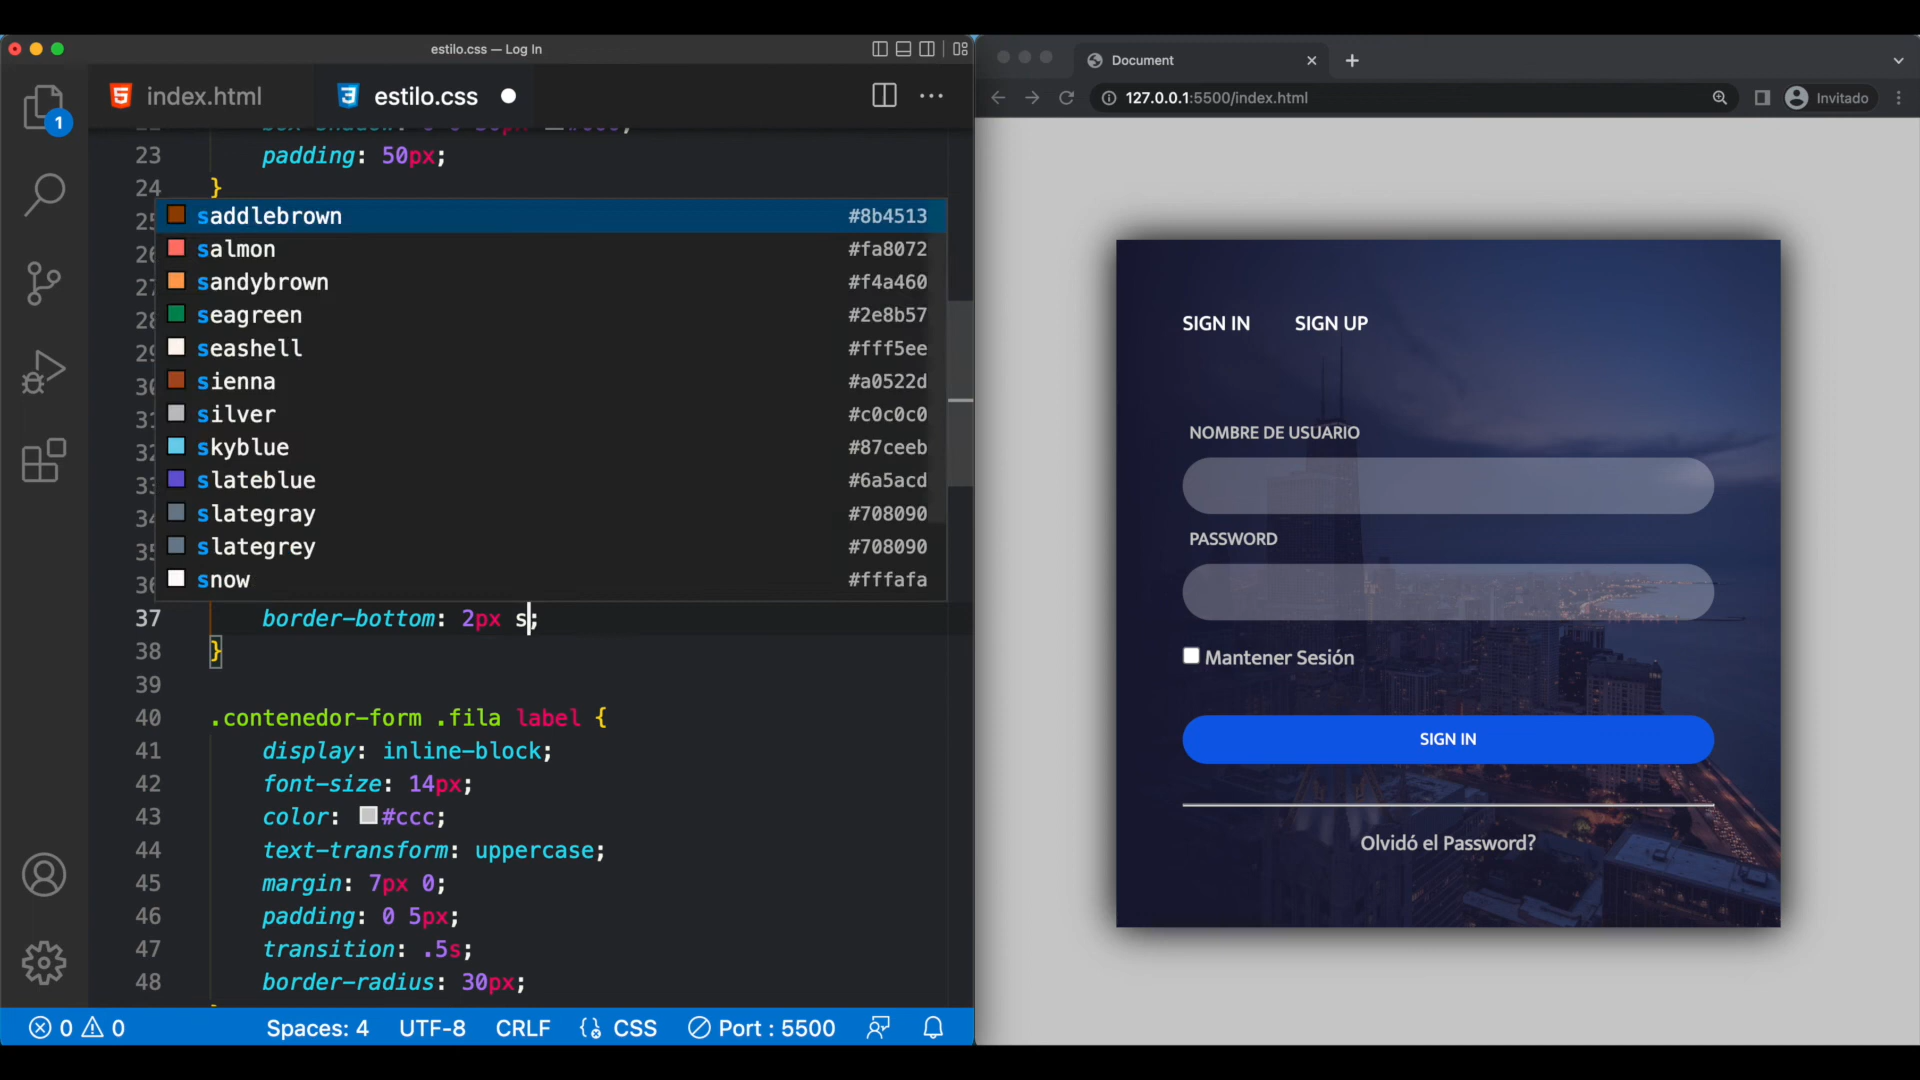 estilo.css — Log In
index.html
estilo.css
23 padding: 50px;
24 }
saddlebrown #8b4513
salmon #fa8072
sandybrown #f4a460
seagreen #2e8b57
seashell #fff5ee
sienna #a0522d
silver #c0c0c0
skyblue #87ceeb
slateblue #6a5acd
slategray #708090
slategrey #708090
snow #fffafa
37 border-bottom: 2px s;
38 }
39
40 .contenedor-form .fila label {
41 display: inline-block;
42 font-size: 14px;
43 color: #ccc;
44 text-transform: uppercase;
45 margin: 7px 0;
46 padding: 0 5px;
47 transition: .5s;
48 border-radius: 30px;
1
0 0 Spaces: 4 UTF-8 CRLF CSS Port : 5500
Document
127.0.0.1:5500/index.html
Invitado
SIGN IN SIGN UP
NOMBRE DE USUARIO
PASSWORD
Mantener Sesión
SIGN IN
Olvidó el Password?